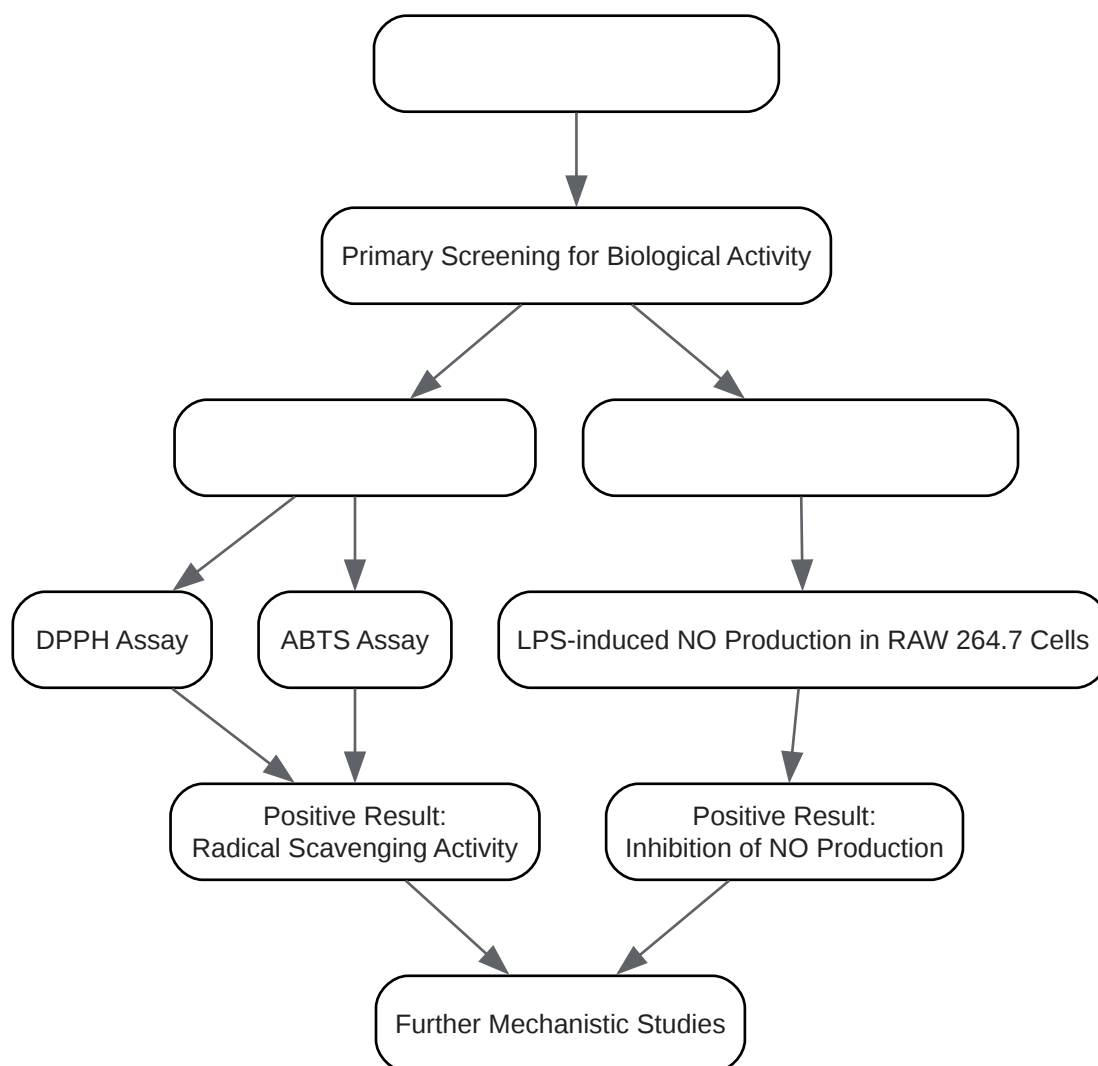 Primary Screening for Biological Activity
DPPH Assay
ABTS Assay
LPS-induced NO Production in RAW 264.7 Cells
Positive Result:
Radical Scavenging Activity
Positive Result:
Inhibition of NO Production
Further Mechanistic Studies